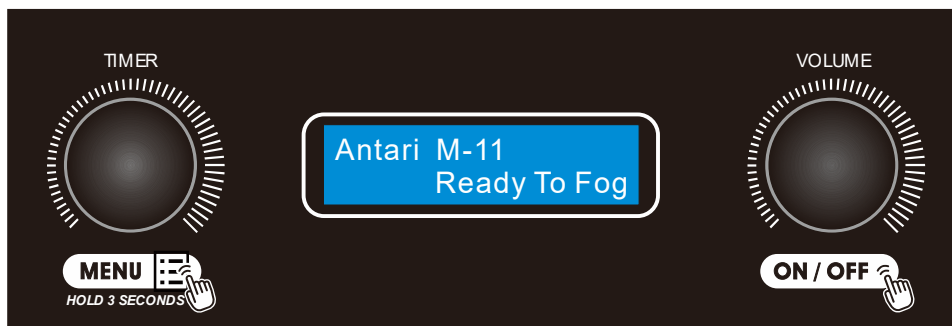 TIMER
VOLUME
Antari M-11
Ready To Fog
MENU
HOLD 3 SECONDS
ON / OFF